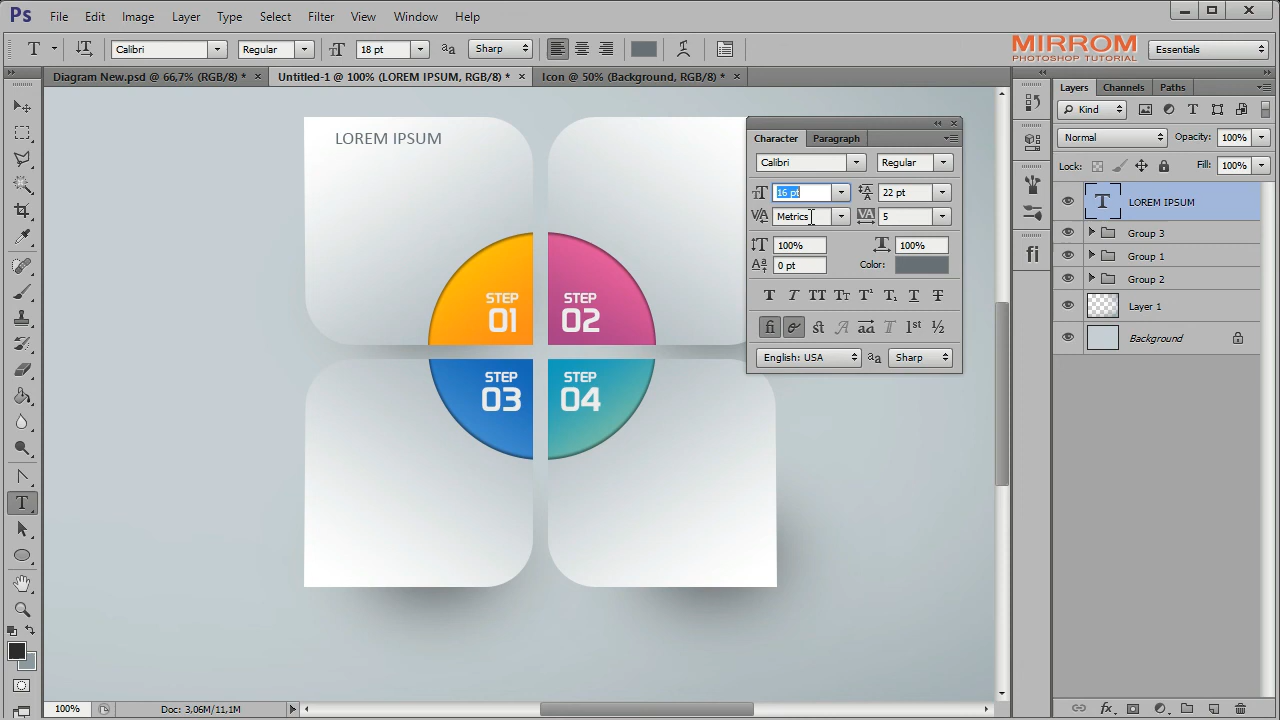 Ps File Edit Image Layer Type Select Filter View Window Help
T Calibri Regular 18 pt aa Sharp
MIRROM
PHOTOSHOP TUTORIAL
Essentials
Diagram New.psd @ 66,7% (RGB/8) * × Untitled-1 @ 100% (LOREM IPSUM, RGB/8) * × Icon @ 50% (Background, RGB/8) * ×
LOREM IPSUM
STEP
01
STEP
02
STEP
03
STEP
04
Character Paragraph
Calibri Regular
16 pt 22 pt
Metrics 5
100% 100%
0 pt Color:
English: USA aa Sharp
Layers Channels Paths
Kind
Normal Opacity: 100%
Lock: Fill: 100%
LOREM IPSUM
Group 3
Group 1
Group 2
Layer 1
Background
100% Doc: 3,06M/11,1M